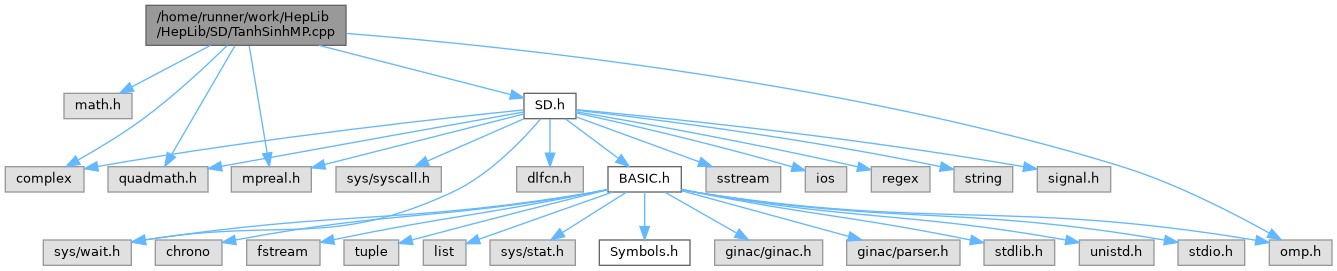 /home/runner/work/HepLib
/HepLib/SD/TanhSinhMP.cpp
math.h
SD.h
complex
quadmath.h
mpreal.h
sys/syscall.h
dlfcn.h
BASIC.h
sstream
ios
regex
string
signal.h
sys/wait.h
chrono
fstream
tuple
list
sys/stat.h
Symbols.h
ginac/ginac.h
ginac/parser.h
stdlib.h
unistd.h
stdio.h
omp.h